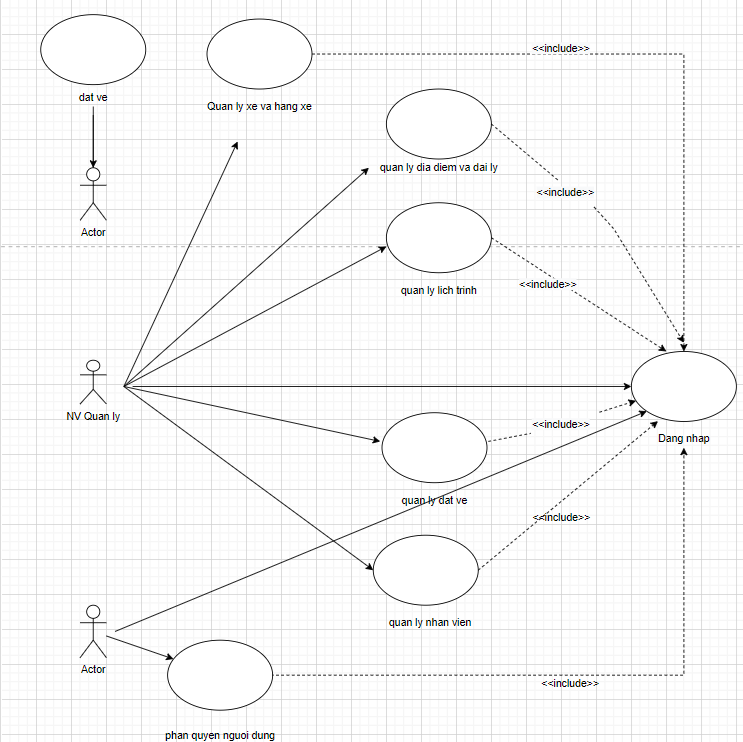 <<include>>
dat ve
Quan ly xe va hang xe
quan ly dia diem va dai ly
<<include>>
Actor
<<include>>
quan ly lich trinh
NV Quan ly
<<include>>
Dang nhap
quan ly dat ve
<<include>>
quan ly nhan vien
Actor
<<include>>
phan quyen nguoi dung